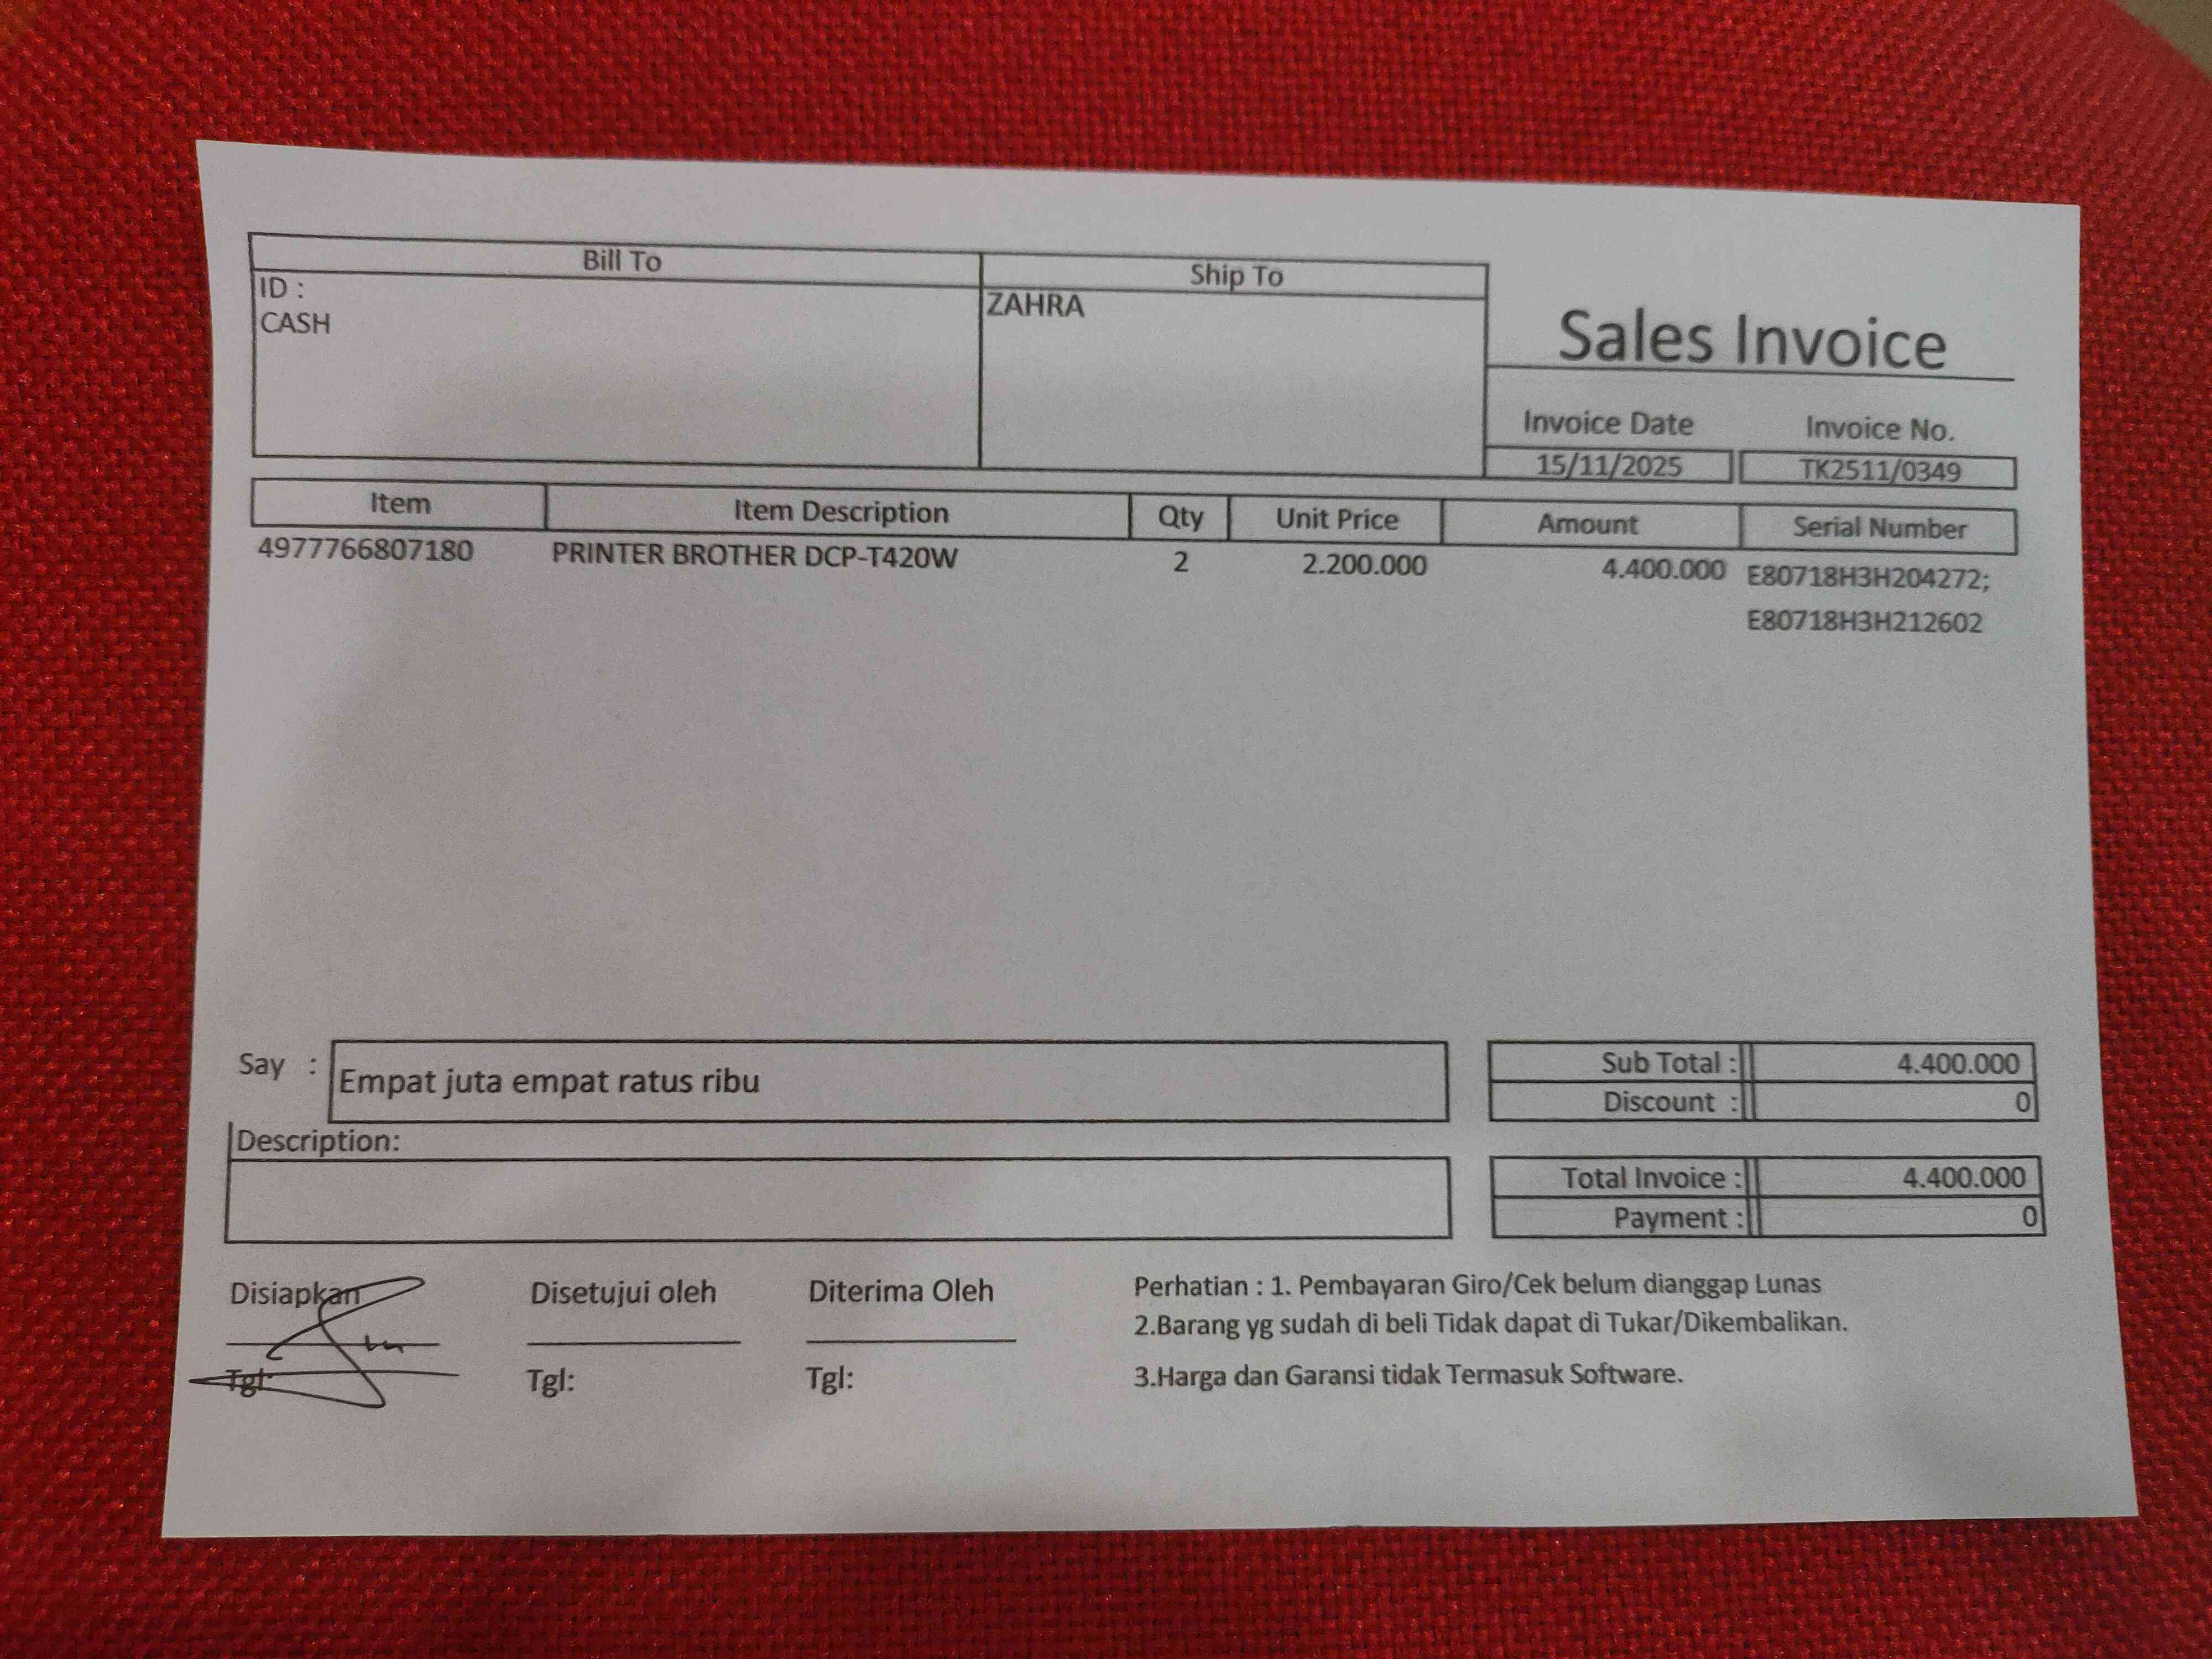 Bill To
Ship To
ID :
CASH
ZAHRA
Sales Invoice
Invoice Date Invoice No.
15/11/2025 TK2511/0349
Item Item Description Qty Unit Price Amount Serial Number
4977766807180 PRINTER BROTHER DCP-T420W 2 2.200.000 4.400.000 E80718H3H204272;
E80718H3H212602
Say : Empat juta empat ratus ribu
Sub Total : 4.400.000
Discount : 0
Description:
Total Invoice : 4.400.000
Payment : 0
Disiapkan Disetujui oleh Diterima Oleh
Tgl: Tgl: Tgl:
Perhatian : 1. Pembayaran Giro/Cek belum dianggap Lunas
2.Barang yg sudah di beli Tidak dapat di Tukar/Dikembalikan.
3.Harga dan Garansi tidak Termasuk Software.